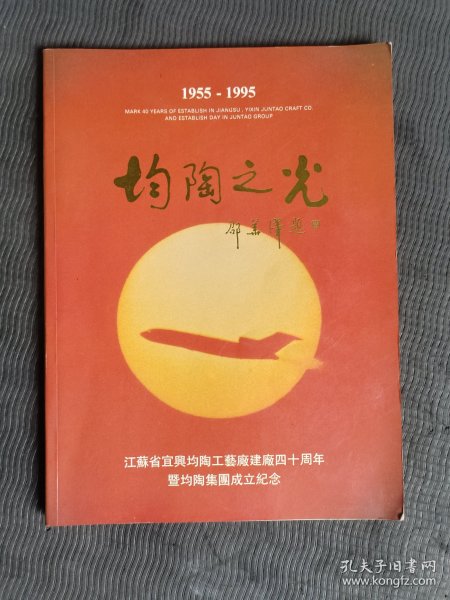 1955 - 1995
MARK 40 YEARS OF ESTABLISH IN JIANGSU , YIXIN JUNTAO CRAFT CO.
AND ESTABLISH DAY IN JUNTAO GROUP
均陶之光
江蘇省宜興均陶工藝廠建廠四十周年
暨均陶集團成立紀念
孔夫子旧书网
www.kongfz.com